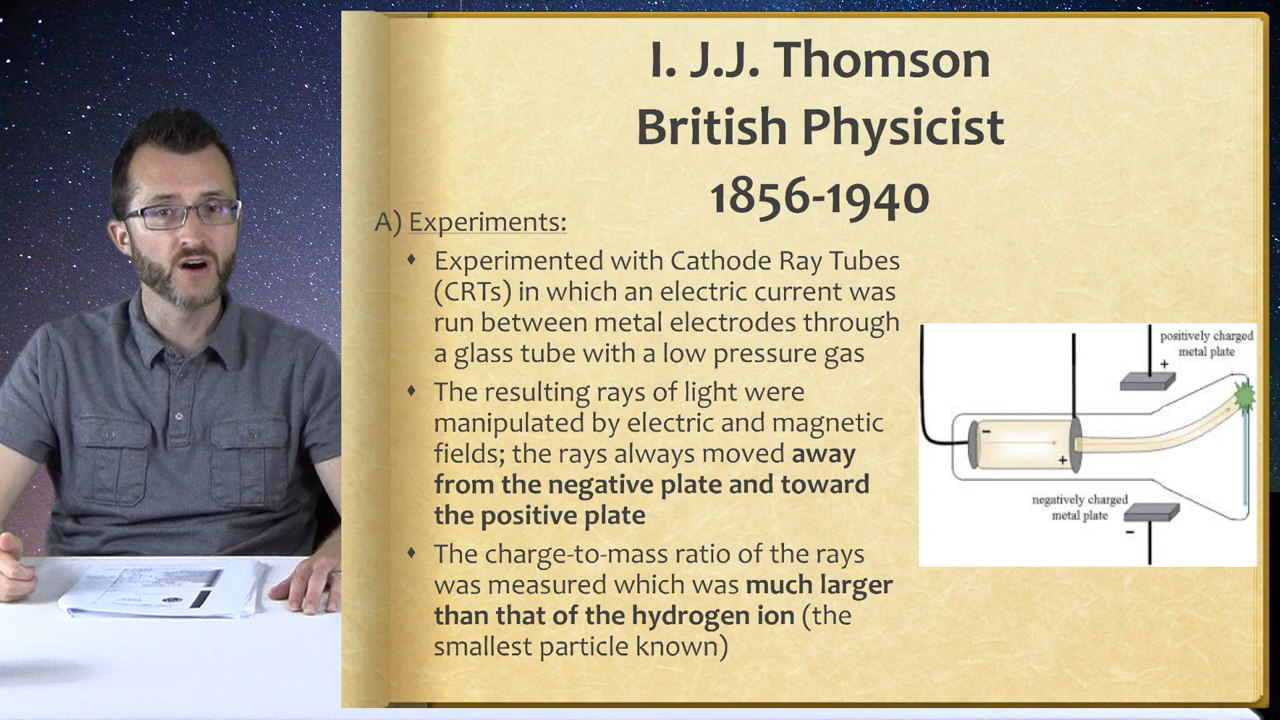 I. J.J. Thomson
British Physicist
1856-1940
A) Experiments:
⬧ Experimented with Cathode Ray Tubes
(CRTs) in which an electric current was
run between metal electrodes through
a glass tube with a low pressure gas
⬧ The resulting rays of light were
manipulated by electric and magnetic
fields; the rays always moved away
from the negative plate and toward
the positive plate
⬧ The charge-to-mass ratio of the rays
was measured which was much larger
than that of the hydrogen ion (the
smallest particle known)
positively charged
metal plate
+
-
+
negatively charged
metal plate
-